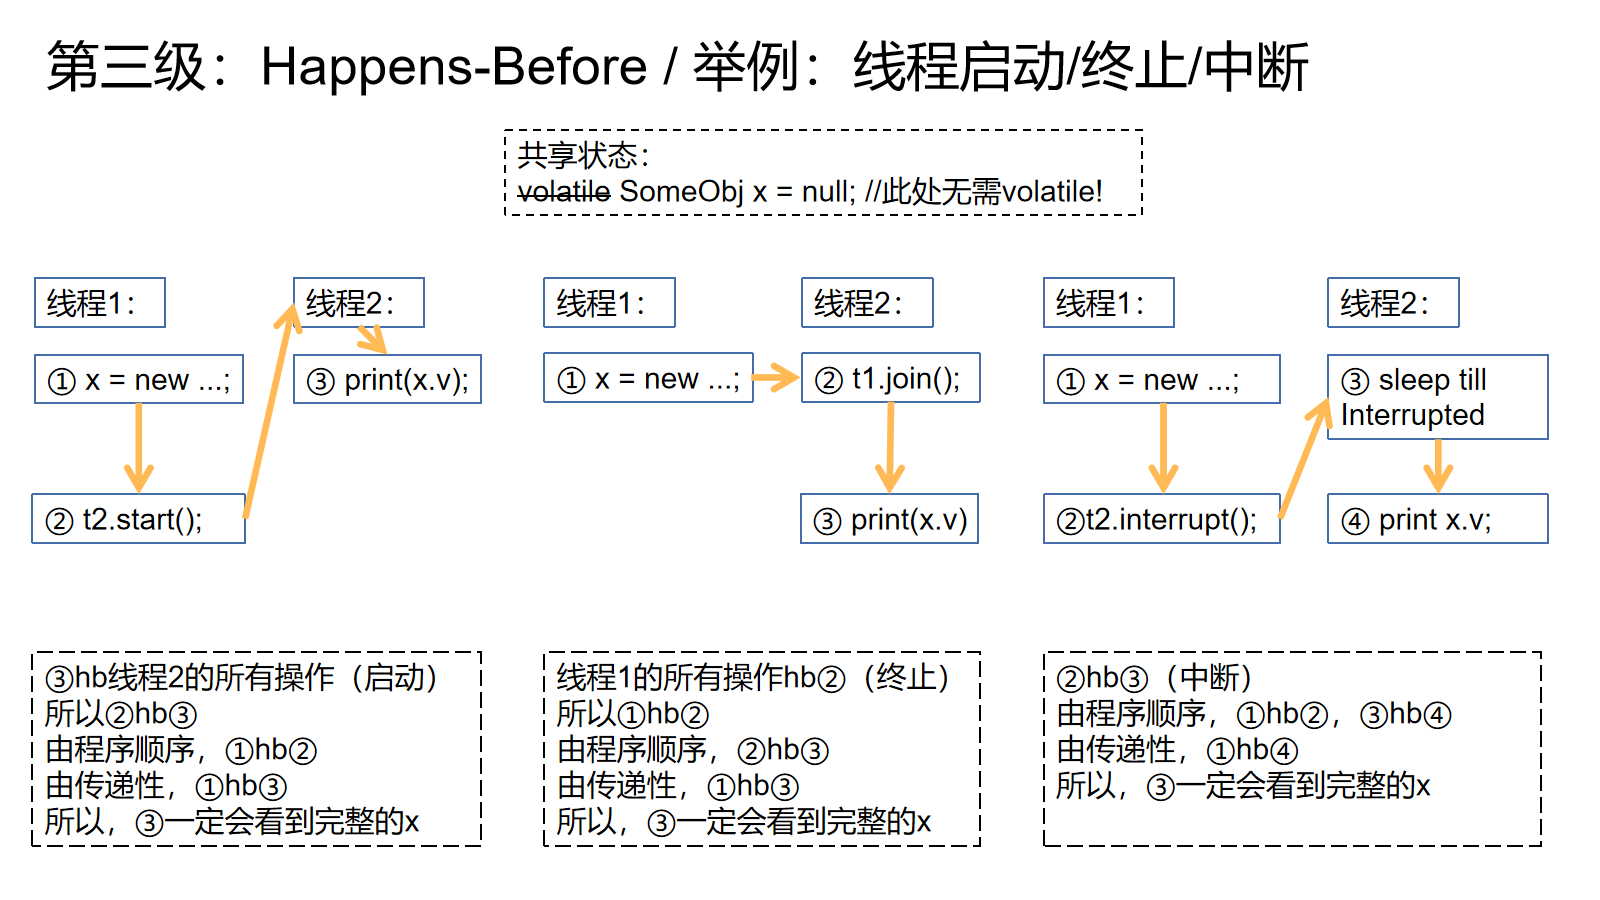 第三级：Happens-Before / 举例：线程启动/终止/中断
共享状态：
volatile SomeObj x = null; //此处无需volatile!
线程1：
线程2：
① x = new ...;
③ print(x.v);
② t2.start();
③hb线程2的所有操作（启动）
所以②hb③
由程序顺序，①hb②
由传递性，①hb③
所以，③一定会看到完整的x
线程1：
线程2：
① x = new ...;
② t1.join();
③ print(x.v)
线程1的所有操作hb②（终止）
所以①hb②
由程序顺序，②hb③
由传递性，①hb③
所以，③一定会看到完整的x
线程1：
线程2：
① x = new ...;
③ sleep till
Interrupted
②t2.interrupt();
④ print x.v;
②hb③（中断）
由程序顺序，①hb②，③hb④
由传递性，①hb④
所以，③一定会看到完整的x